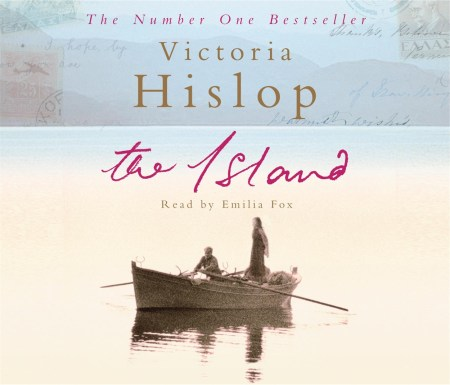 The Number One Bestseller
Victoria
Hislop
the Island
Read by Emilia Fox